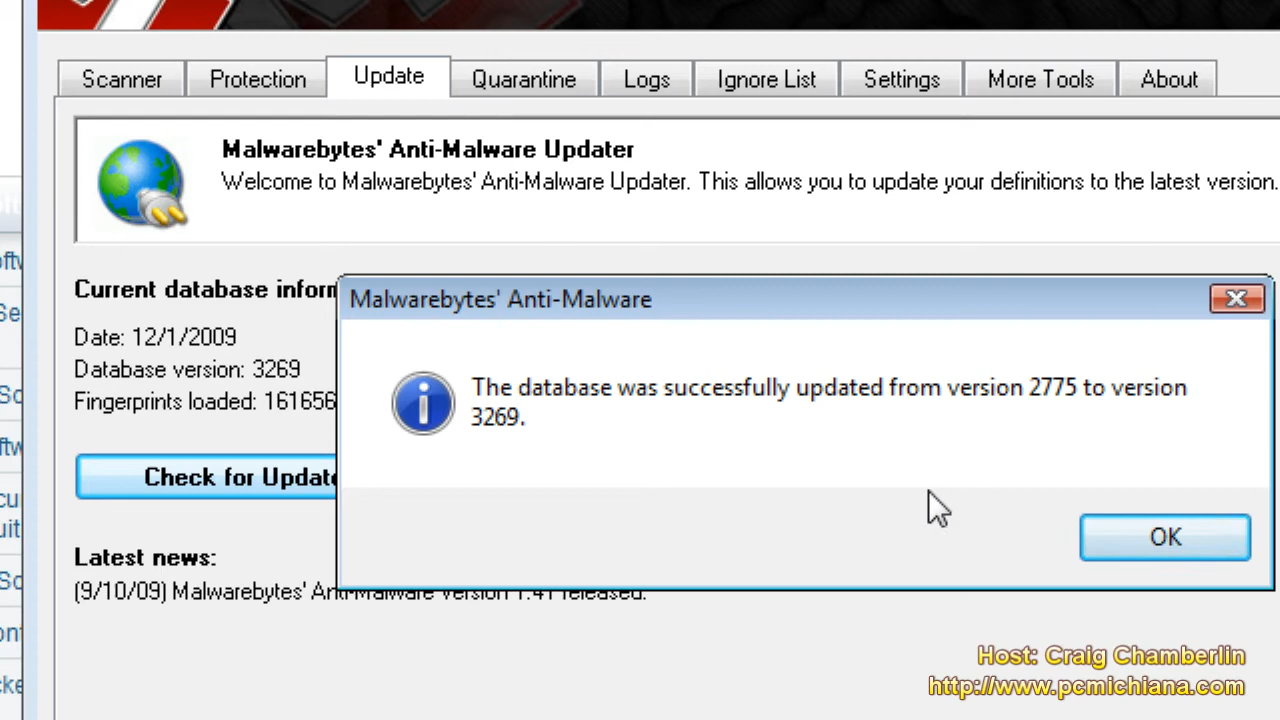 Scanner Protection Update Quarantine Logs Ignore List Settings More Tools About
Malwarebytes' Anti-Malware Updater
Welcome to Malwarebytes' Anti-Malware Updater. This allows you to update your definitions to the latest version.
Current database inform
Date: 12/1/2009
Database version: 3269
Fingerprints loaded: 161656
Check for Update
Malwarebytes' Anti-Malware
The database was successfully updated from version 2775 to version
3269.
OK
Latest news:
(9/10/09) Malwarebytes' Anti-Malware version 1.41 released.
Host: Craig Chamberlin
http://www.pcmichiana.com